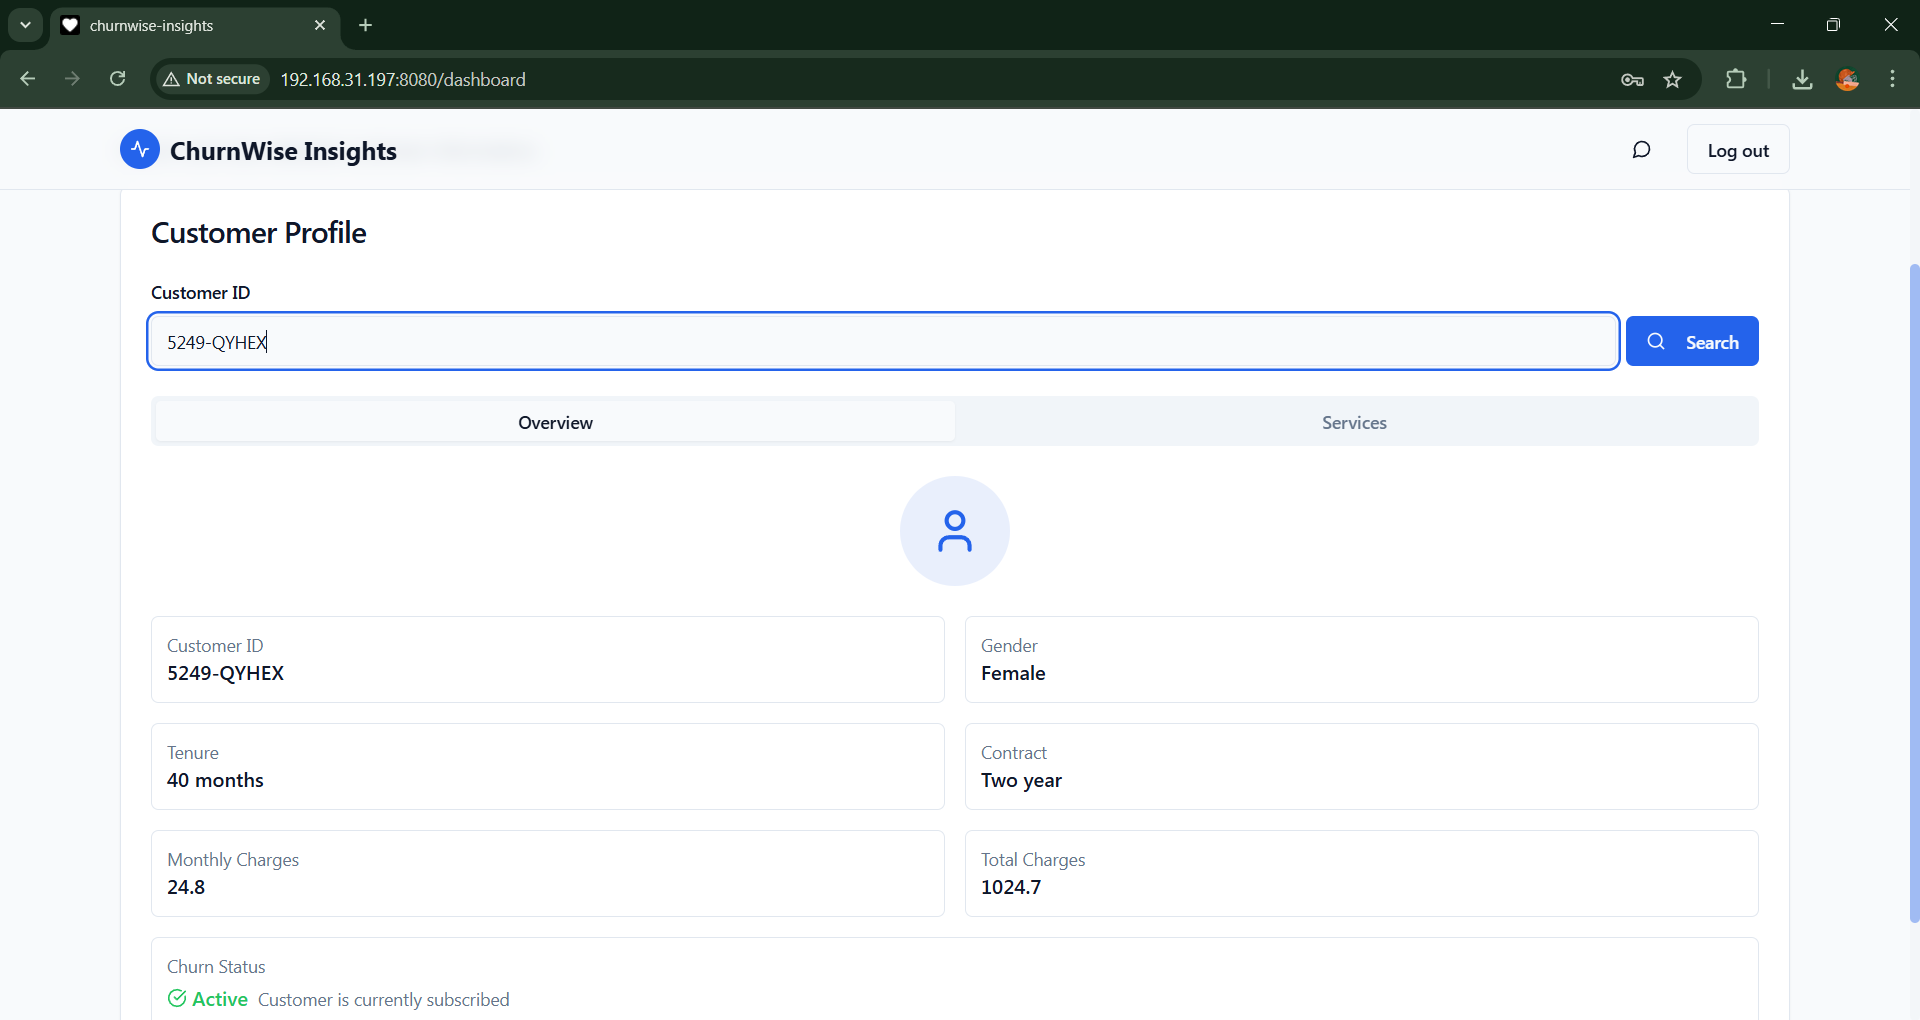 churnwise-insights
Not secure
192.168.31.197:8080/dashboard
ChurnWise Insights
Log out
Customer Profile
Customer ID
5249-QYHEX
Search
Overview
Services
Customer ID
5249-QYHEX
Gender
Female
Tenure
40 months
Contract
Two year
Monthly Charges
24.8
Total Charges
1024.7
Churn Status
Active Customer is currently subscribed